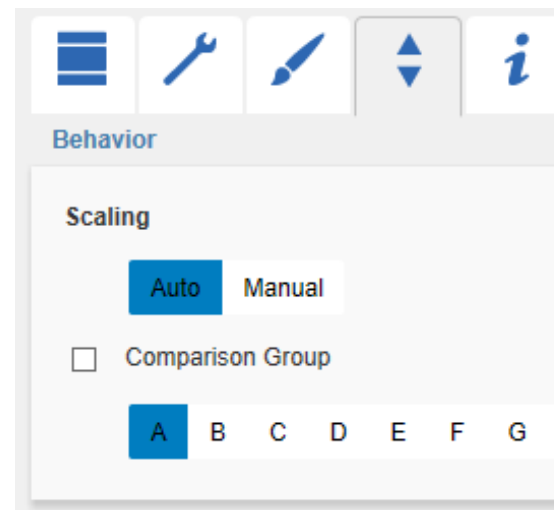 Behavior
Scaling
Auto Manual
Comparison Group
A B C D E F G